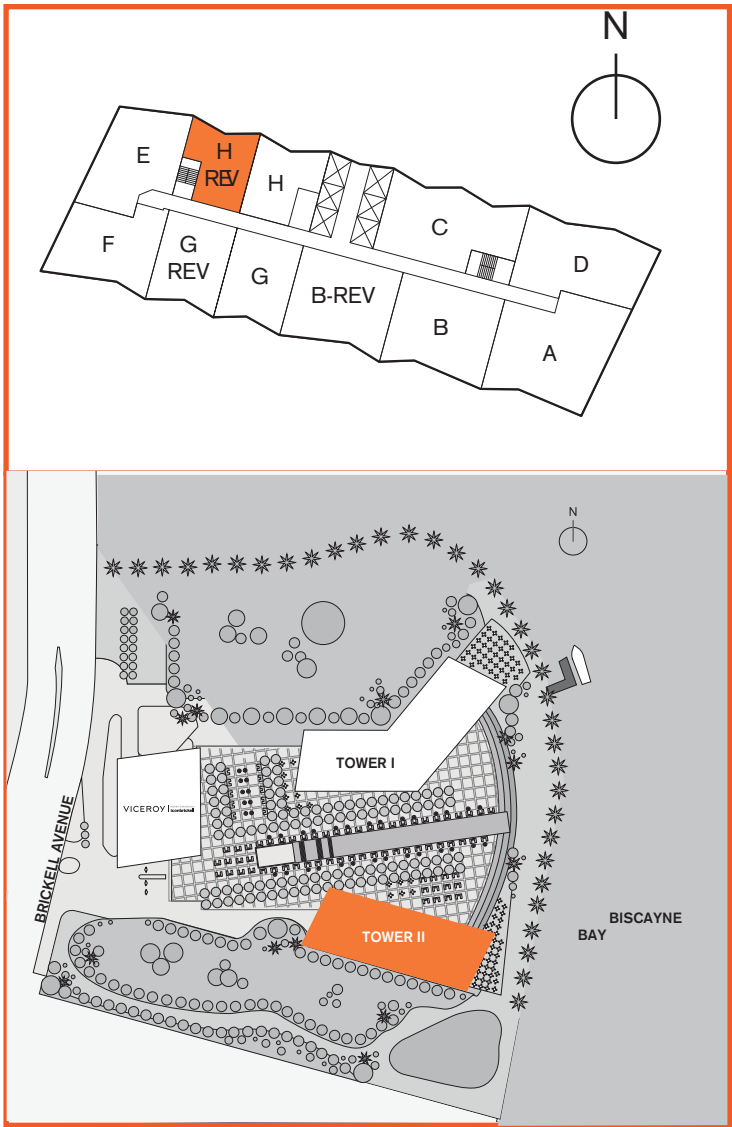 N
E
H
REV
H
C
D
F
G
REV
G
B-REV
B
A
N
TOWER I
VICEROY
BRICKELL AVENUE
TOWER II
BISCAYNE
BAY